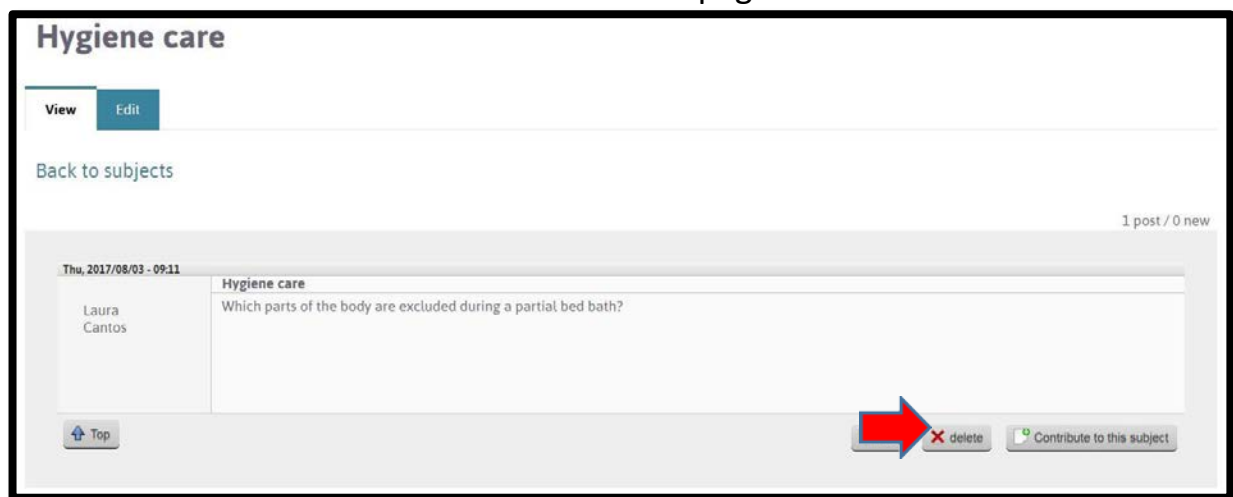 Hygiene care
View Edit
Back to subjects
1 post / 0 new
Thu, 2017/08/03 - 09:11
Hygiene care
Laura
Cantos
Which parts of the body are excluded during a partial bed bath?
Top
delete
Contribute to this subject